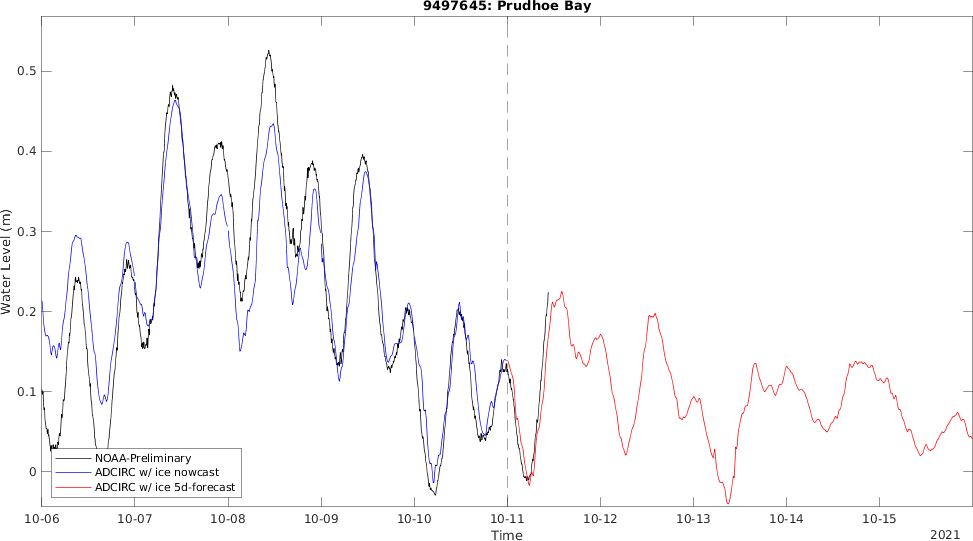 9497645: Prudhoe Bay
Water Level (m)
0.5
0.4
0.3
0.2
0.1
0
NOAA-Preliminary
ADCIRC w/ ice nowcast
ADCIRC w/ ice 5d-forecast
10-06 10-07 10-08 10-09 10-10 10-11 10-12 10-13 10-14 10-15
Time
2021